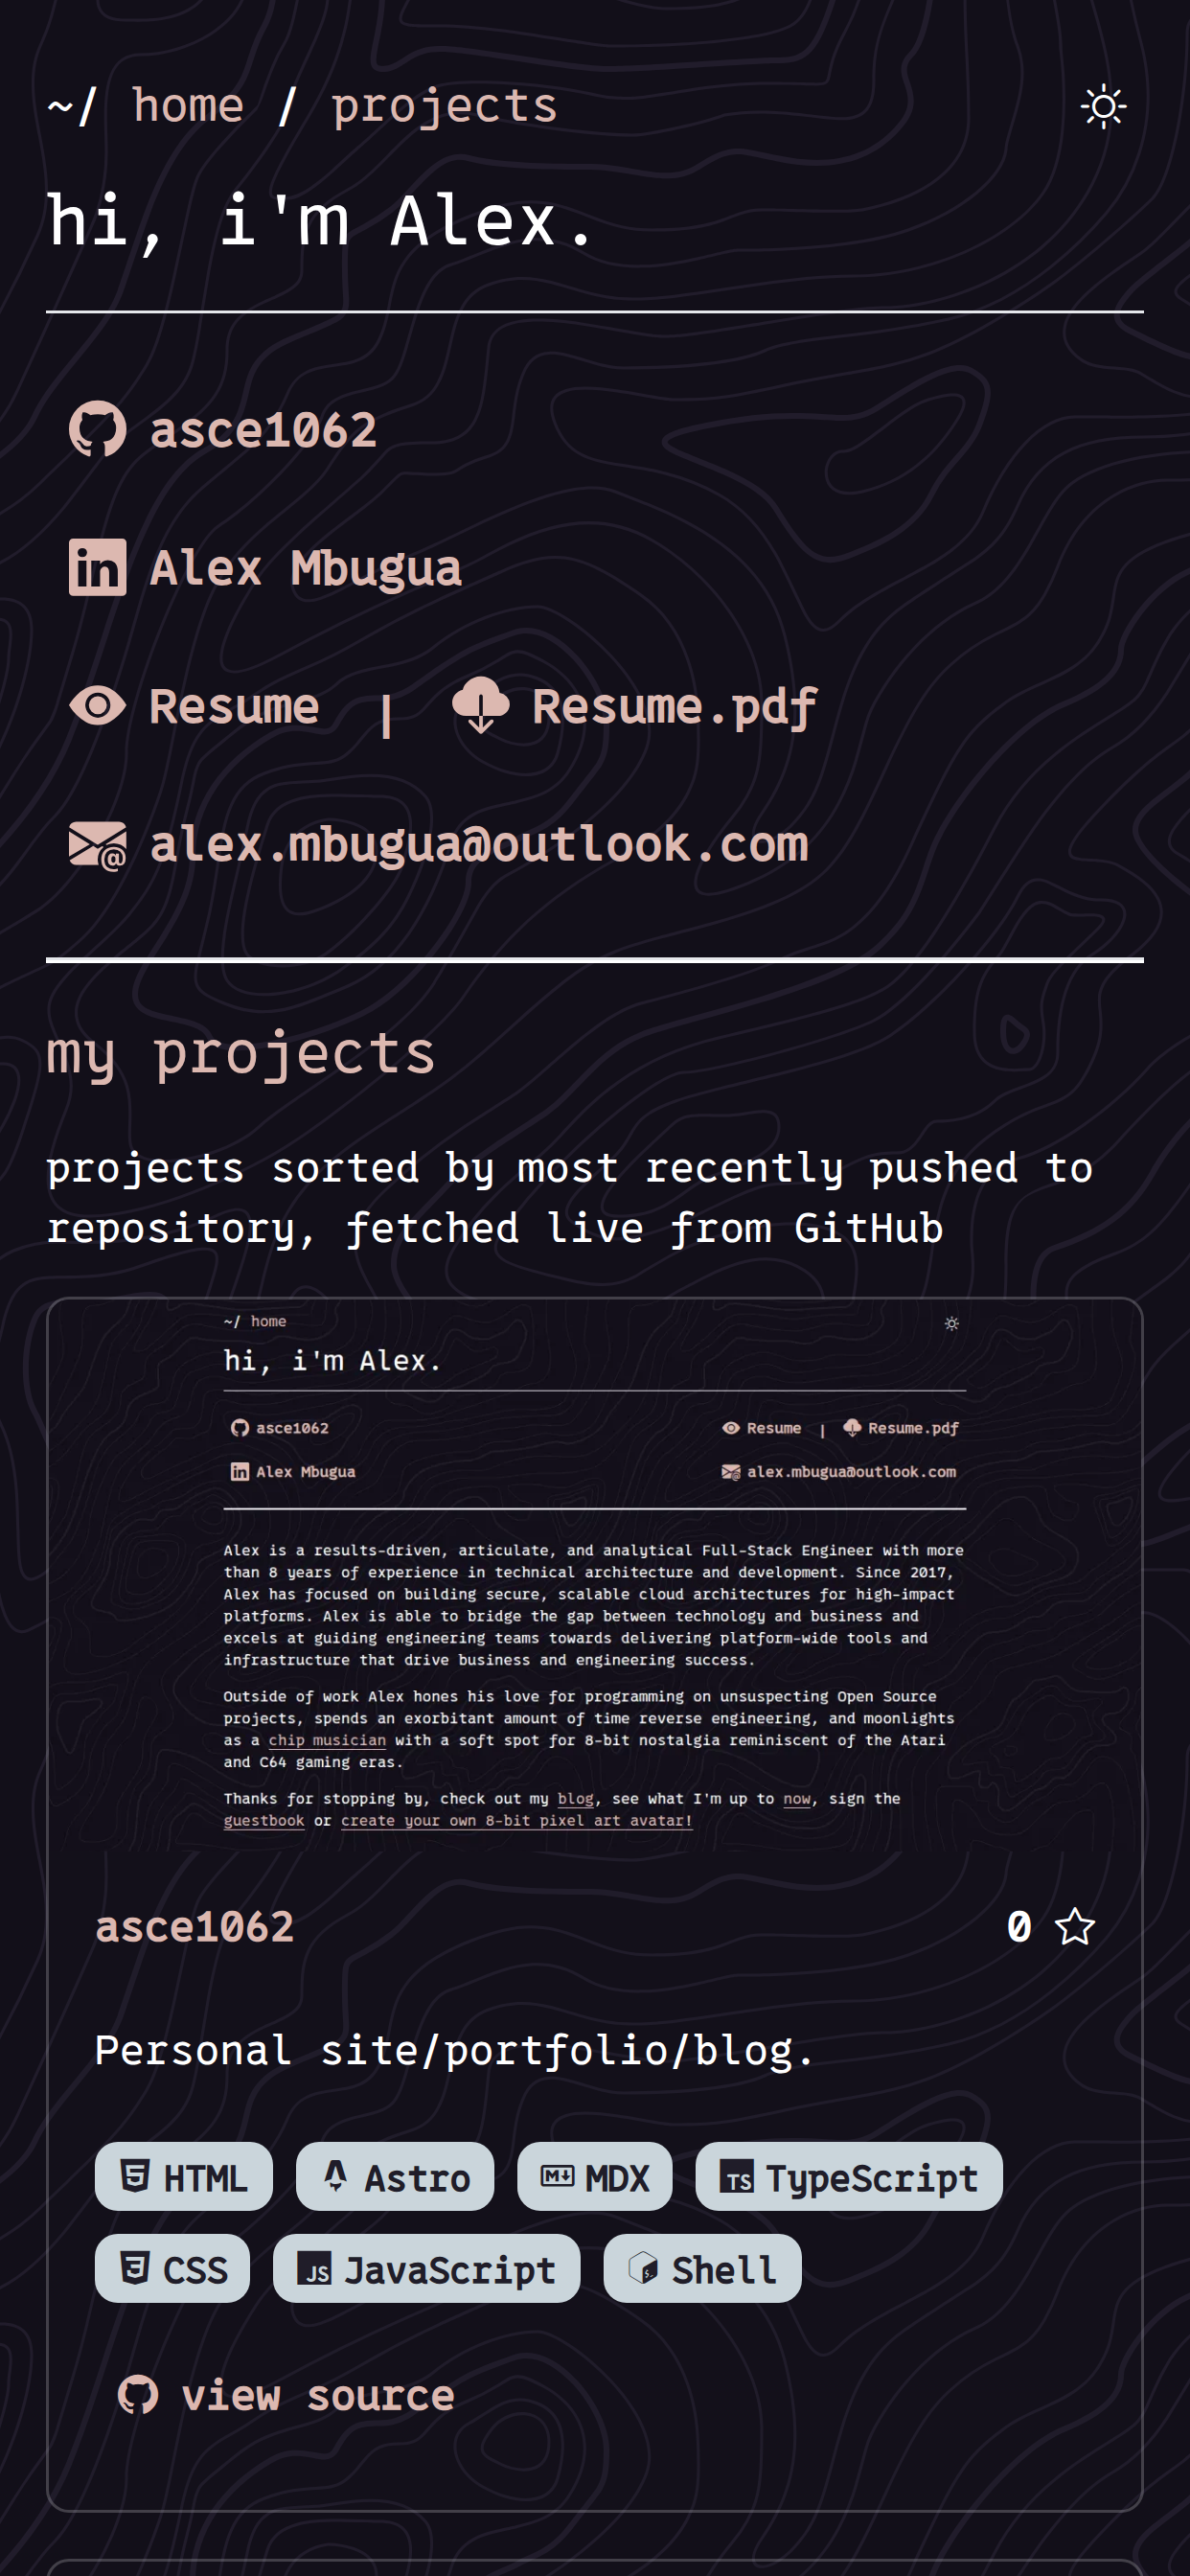 ~/ home / projects
hi, i'm Alex.
asce1062
Alex Mbugua
Resume | Resume.pdf
alex.mbugua@outlook.com
my projects
projects sorted by most recently pushed to
repository, fetched live from GitHub
~/ home
hi, i'm Alex.
asce1062 Resume | Resume.pdf
Alex Mbugua alex.mbugua@outlook.com
Alex is a results-driven, articulate, and analytical Full-Stack Engineer with more
than 8 years of experience in technical architecture and development. Since 2017,
Alex has focused on building secure, scalable cloud architectures for high-impact
platforms. Alex is able to bridge the gap between technology and business and
excels at guiding engineering teams towards delivering platform-wide tools and
infrastructure that drive business and engineering success.
Outside of work Alex hones his love for programming on unsuspecting Open Source
projects, spends an exorbitant amount of time reverse engineering, and moonlights
as a chip musician with a soft spot for 8-bit nostalgia reminiscent of the Atari
and C64 gaming eras.
Thanks for stopping by, check out my blog, see what I'm up to now, sign the
guestbook or create your own 8-bit pixel art avatar!
asce1062 0
Personal site/portfolio/blog.
HTML Astro MDX TypeScript
CSS JavaScript Shell
view source